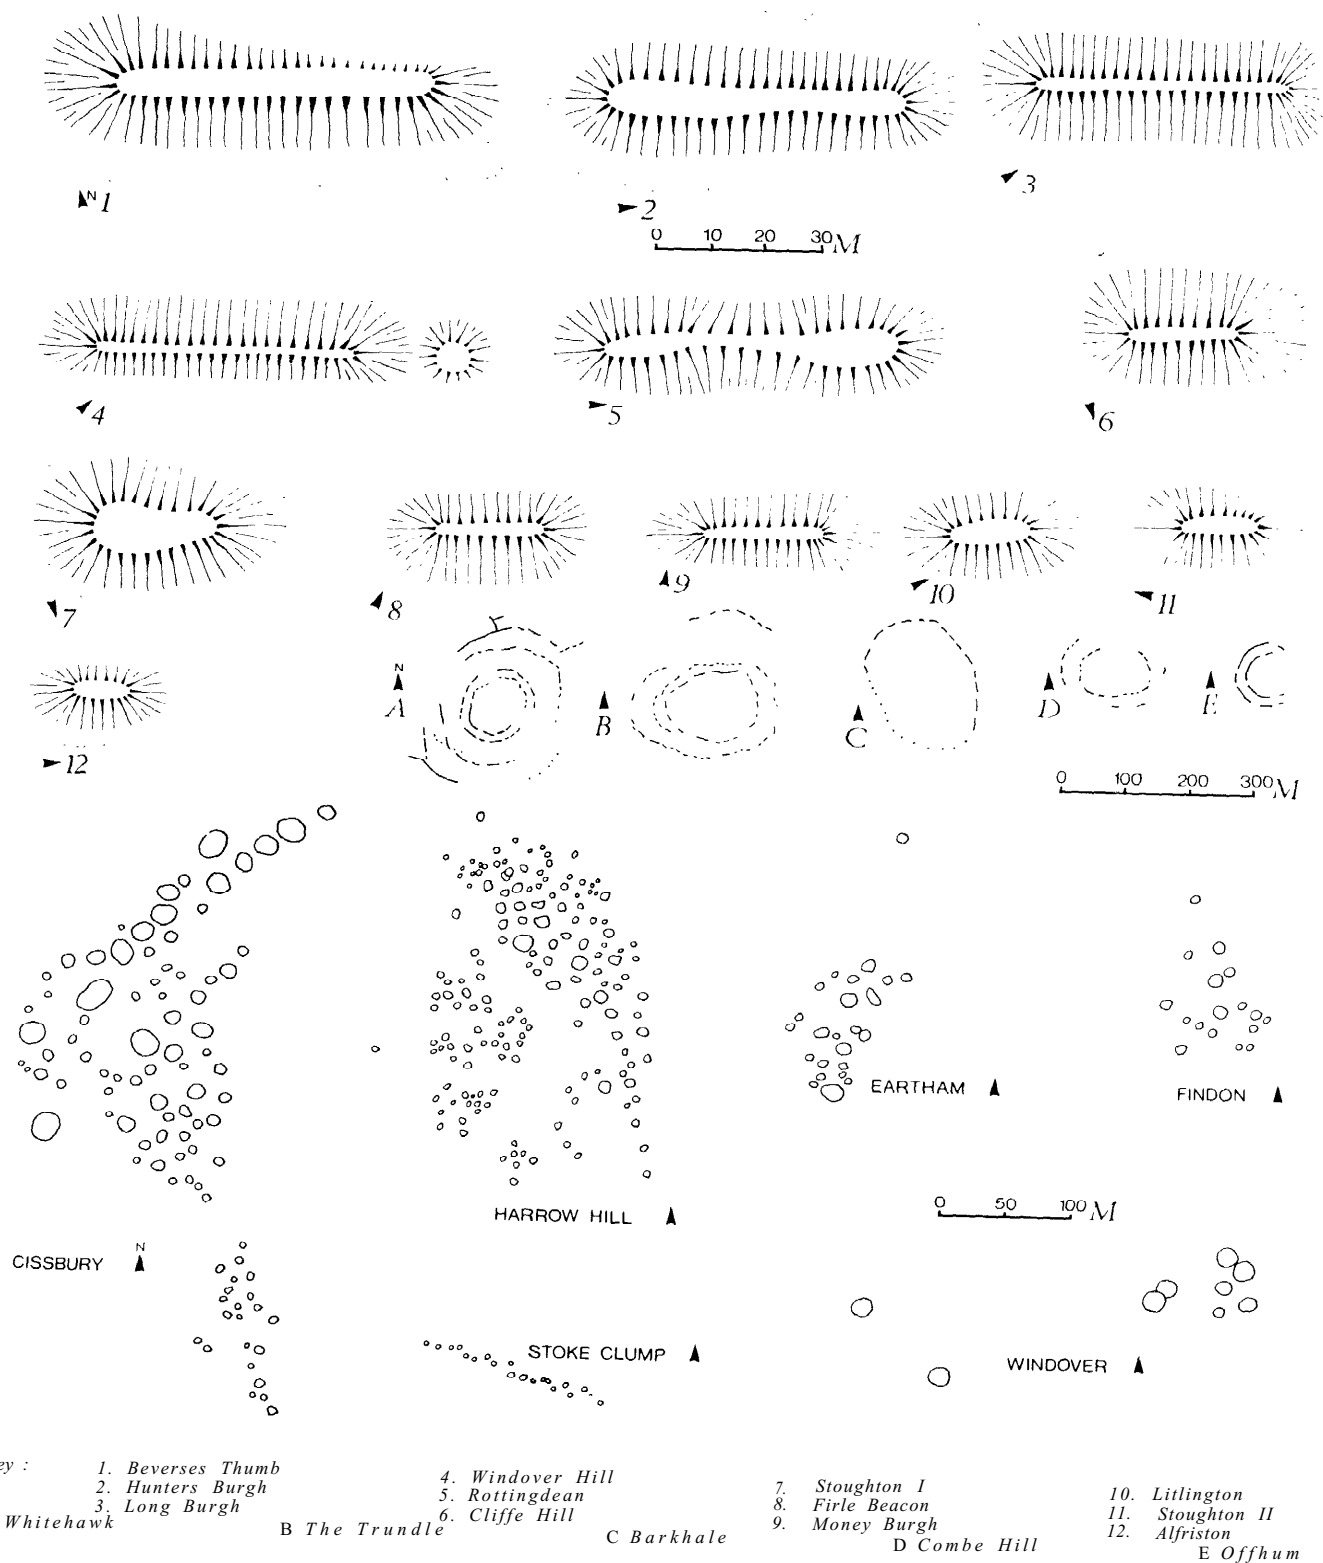 N 1
2
3
0 10 20 30 M
4
5
6
7
8
9
10
11
N
A
B
C
D
E
12
0 100 200 300 M
EARTHAM
FINDON
HARROW HILL
0 50 100 M
N
CISSBURY
STOKE CLUMP
WINDOVER
ey :
1. Beverses Thumb
2. Hunters Burgh
3. Long Burgh
4. Windover Hill
5. Rottingdean
6. Cliffe Hill
7. Stoughton I
8. Firle Beacon
9. Money Burgh
10. Litlington
11. Stoughton II
12. Alfriston
Whitehawk
B The Trundle
C Barkhale
D Combe Hill
E Offhum